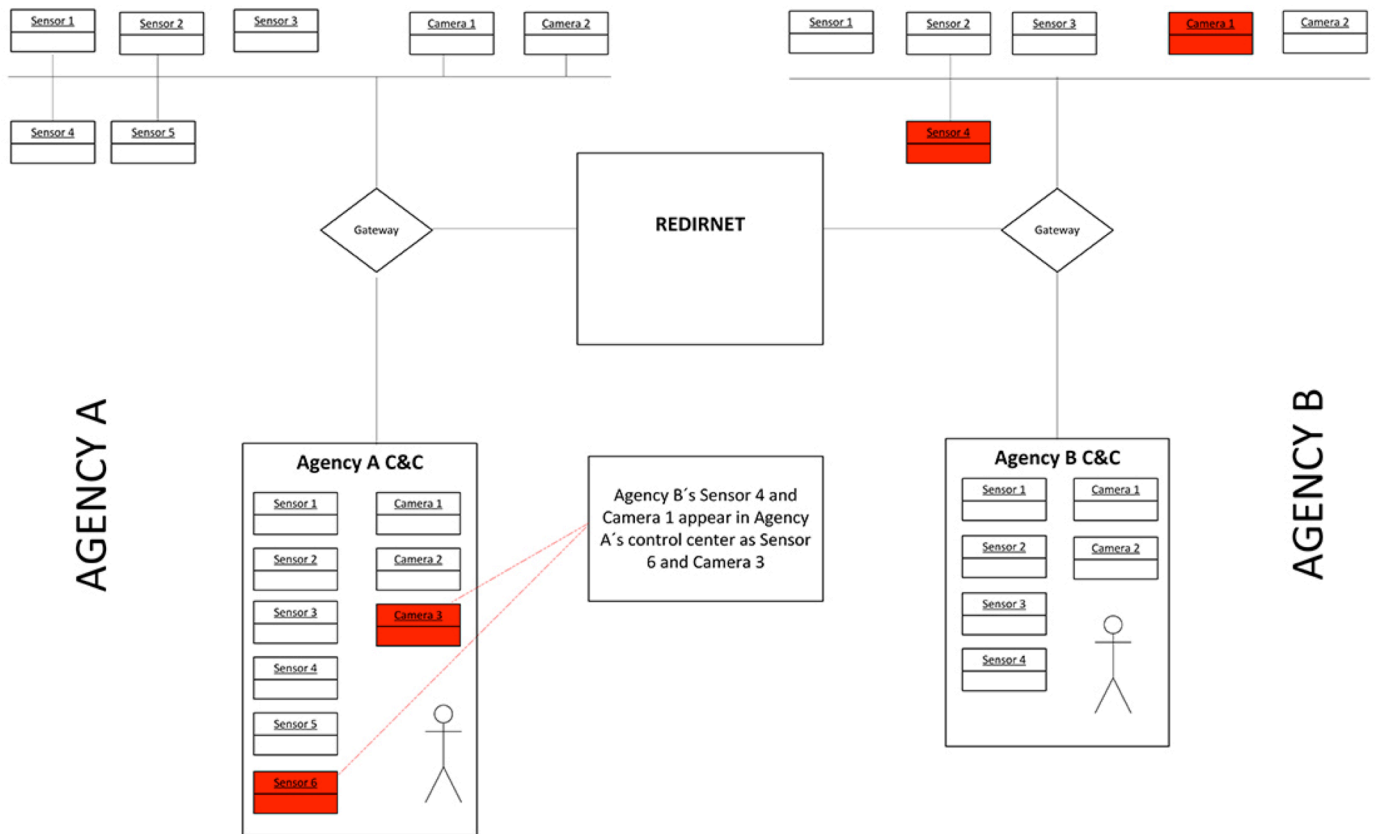 Sensor 1
Sensor 2
Sensor 3
Camera 1
Camera 2
Sensor 1
Sensor 2
Sensor 3
Camera 1
Camera 2
Sensor 4
Sensor 5
Sensor 4
Gateway
REDIRNET
Gateway
AGENCY A
AGENCY B
Agency A C&C
Sensor 1
Camera 1
Sensor 2
Camera 2
Sensor 3
Camera 3
Sensor 4
Sensor 5
Sensor 6
Agency B´s Sensor 4 and
Camera 1 appear in Agency
A´s control center as Sensor
6 and Camera 3
Agency B C&C
Sensor 1
Camera 1
Sensor 2
Camera 2
Sensor 3
Sensor 4